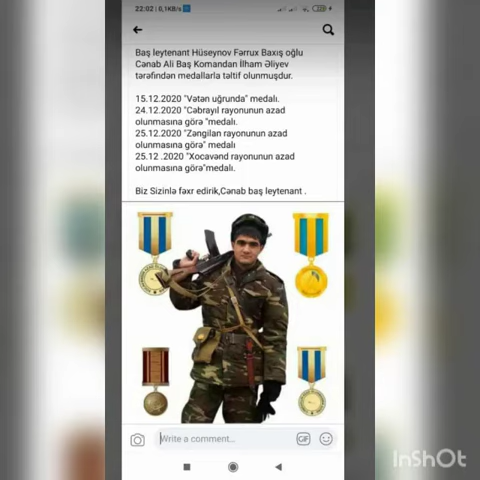 22:02 | 6,1KB/s
Baş leytenant Hüseynov Fərrux Baxış oğlu
Cənab Ali Baş Komandan İlham Əliyev
tərəfindən medallarla təltif olunmuşdur.
15.12.2020 "Vətən uğrunda" medalı.
24.12.2020 "Cəbrayıl rayonunun azad
olunmasına görə "medalı.
25.12.2020 "Zəngilan rayonunun azad
olunmasına görə" medalı
25.12 .2020 "Xocavənd rayonunun azad
olunmasına görə"medalı.
Biz Sizinlə fəxr edirik,Cənab baş leytenant .
Write a comment...
GIF
InShOt